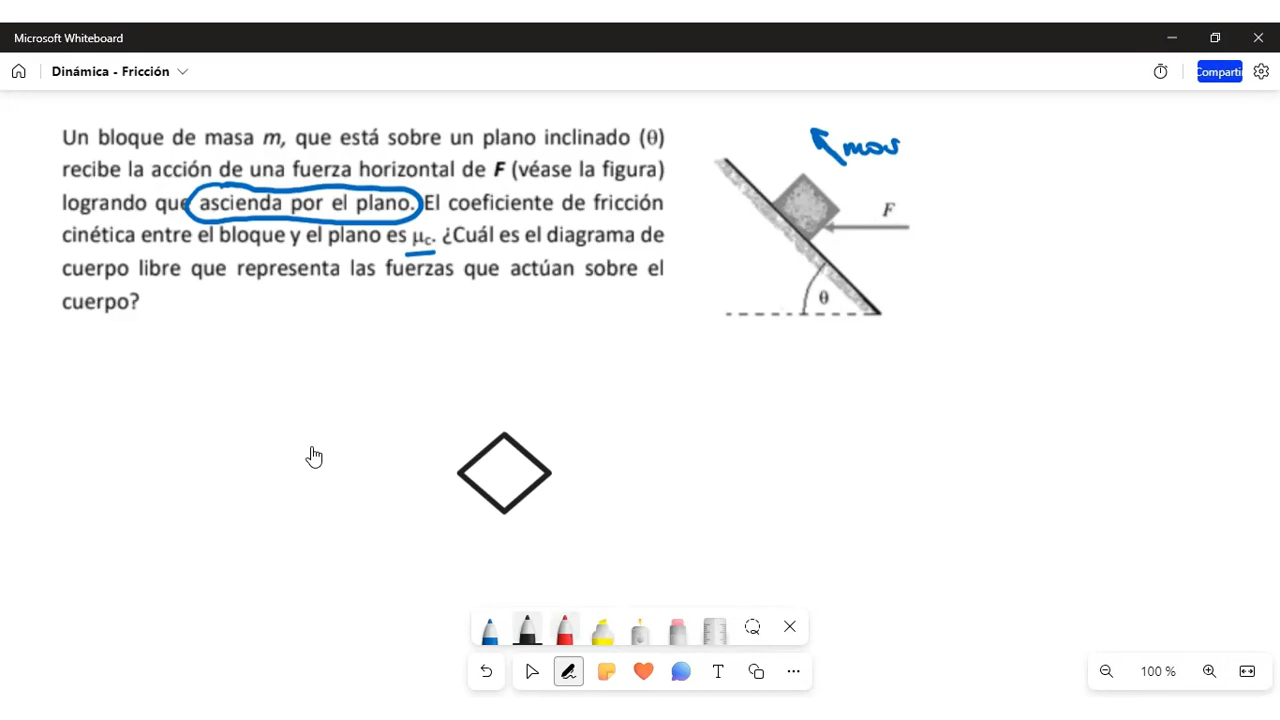 Microsoft Whiteboard
Dinámica - Fricción
Comparti
Un bloque de masa m, que está sobre un plano inclinado (θ)
recibe la acción de una fuerza horizontal de F (véase la figura)
logrando que ascienda por el plano. El coeficiente de fricción
cinética entre el bloque y el plano es μc. ¿Cuál es el diagrama de
cuerpo libre que representa las fuerzas que actúan sobre el
cuerpo?
mov
F
θ
T
100 %